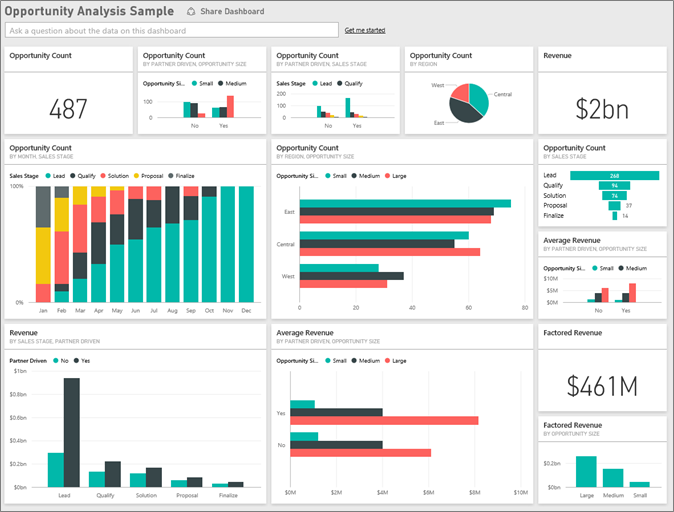 Opportunity Analysis Sample
Share Dashboard
Ask a question about the data on this dashboard
Get me started
Opportunity Count
487
Opportunity Count
BY PARTNER DRIVEN, OPPORTUNITY SIZE
Opportunity Si... Small Medium
100
0
No Yes
Opportunity Count
BY PARTNER DRIVEN, SALES STAGE
Sales Stage Lead Qualify
200
100
0
No Yes
Opportunity Count
BY REGION
West
Central
East
Revenue
$2bn
Opportunity Count
BY MONTH, SALES STAGE
Sales Stage Lead Qualify Solution Proposal Finalize
100%
0%
Jan Feb Mar Apr May Jun Jul Aug Sep Oct Nov Dec
Opportunity Count
BY REGION, OPPORTUNITY SIZE
Opportunity Si... Small Medium Large
East
Central
West
0 20 40 60 80
Opportunity Count
BY SALES STAGE
Lead 268
Qualify 94
Solution 74
Proposal 37
Finalize 14
Average Revenue
BY PARTNER DRIVEN, OPPORTUNITY SIZE
Opportunity Si... Small Medium
$10M
$5M
$0M
No Yes
Revenue
BY SALES STAGE, PARTNER DRIVEN
Partner Driven No Yes
$1bn
$0.8bn
$0.6bn
$0.4bn
$0.2bn
$0bn
Lead Qualify Solution Proposal Finalize
Average Revenue
BY PARTNER DRIVEN, OPPORTUNITY SIZE
Opportunity Si... Small Medium Large
Yes
No
$0M $2M $4M $6M $8M $10M
Factored Revenue
$461M
Factored Revenue
BY OPPORTUNITY SIZE
$0.2bn
$0bn
Large Medium Small